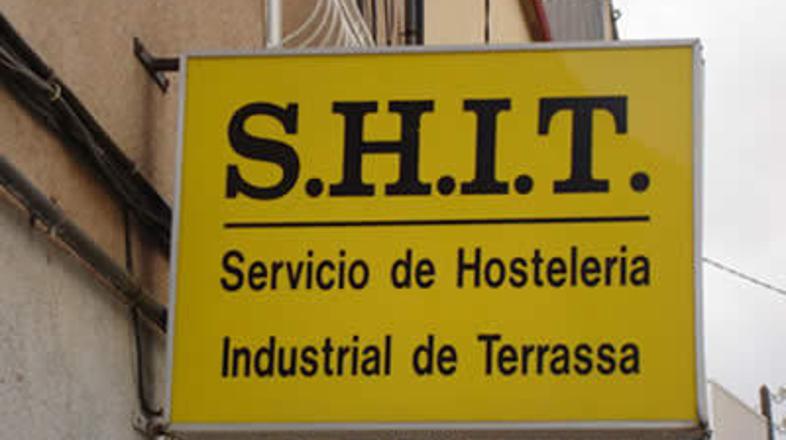 S.H.I.T.
Servicio de Hosteleria
Industrial de Terrassa